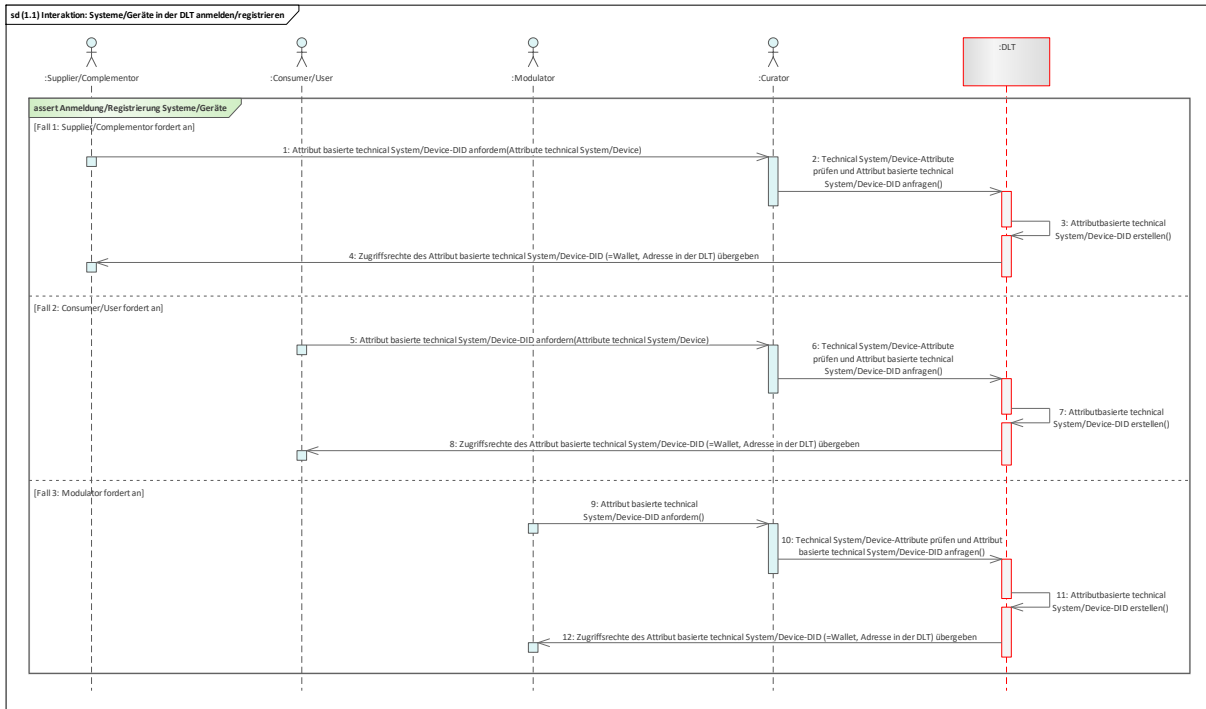 sd (1.1) Interaktion: Systeme/Geräte in der DLT anmelden/registrieren
:Supplier/Complementor
:Consumer/User
:Modulator
:Curator
:DLT
assert Anmeldung/Registrierung Systeme/Geräte
[Fall 1: Supplier/Complementor fordert an]
1: Attribut basierte technical System/Device-DID anfordern(Attribute technical System/Device)
2: Technical System/Device-Attribute
prüfen und Attribut basierte technical
System/Device-DID anfragen()
3: Attributbasierte technical
System/Device-DID erstellen()
4: Zugriffsrechte des Attribut basierte technical System/Device-DID (=Wallet, Adresse in der DLT) übergeben
[Fall 2: Consumer/User fordert an]
5: Attribut basierte technical System/Device-DID anfordern(Attribute technical System/Device)
6: Technical System/Device-Attribute
prüfen und Attribut basierte technical
System/Device-DID anfragen()
7: Attributbasierte technical
System/Device-DID erstellen()
8: Zugriffsrechte des Attribut basierte technical System/Device-DID (=Wallet, Adresse in der DLT) übergeben
[Fall 3: Modulator fordert an]
9: Attribut basierte technical
System/Device-DID anfordern()
10: Technical System/Device-Attribute prüfen und Attribut
basierte technical System/Device-DID anfragen()
11: Attributbasierte technical
System/Device-DID erstellen()
12: Zugriffsrechte des Attribut basierte technical System/Device-DID (=Wallet, Adresse in der DLT) übergeben